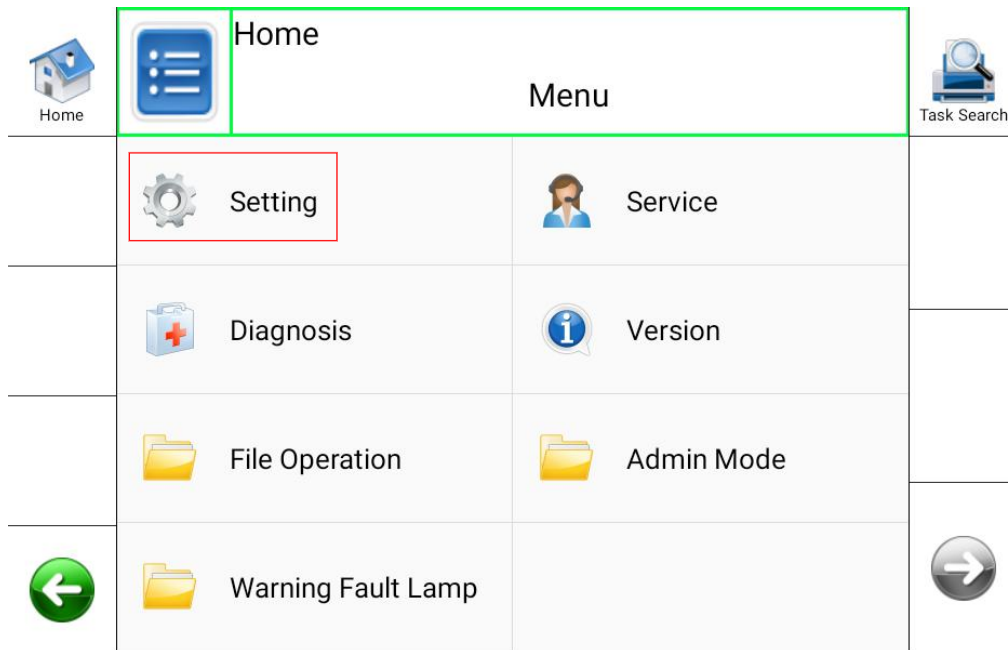 Home
Home
Menu
Task Search
Setting
Service
Diagnosis
Version
File Operation
Admin Mode
Warning Fault Lamp